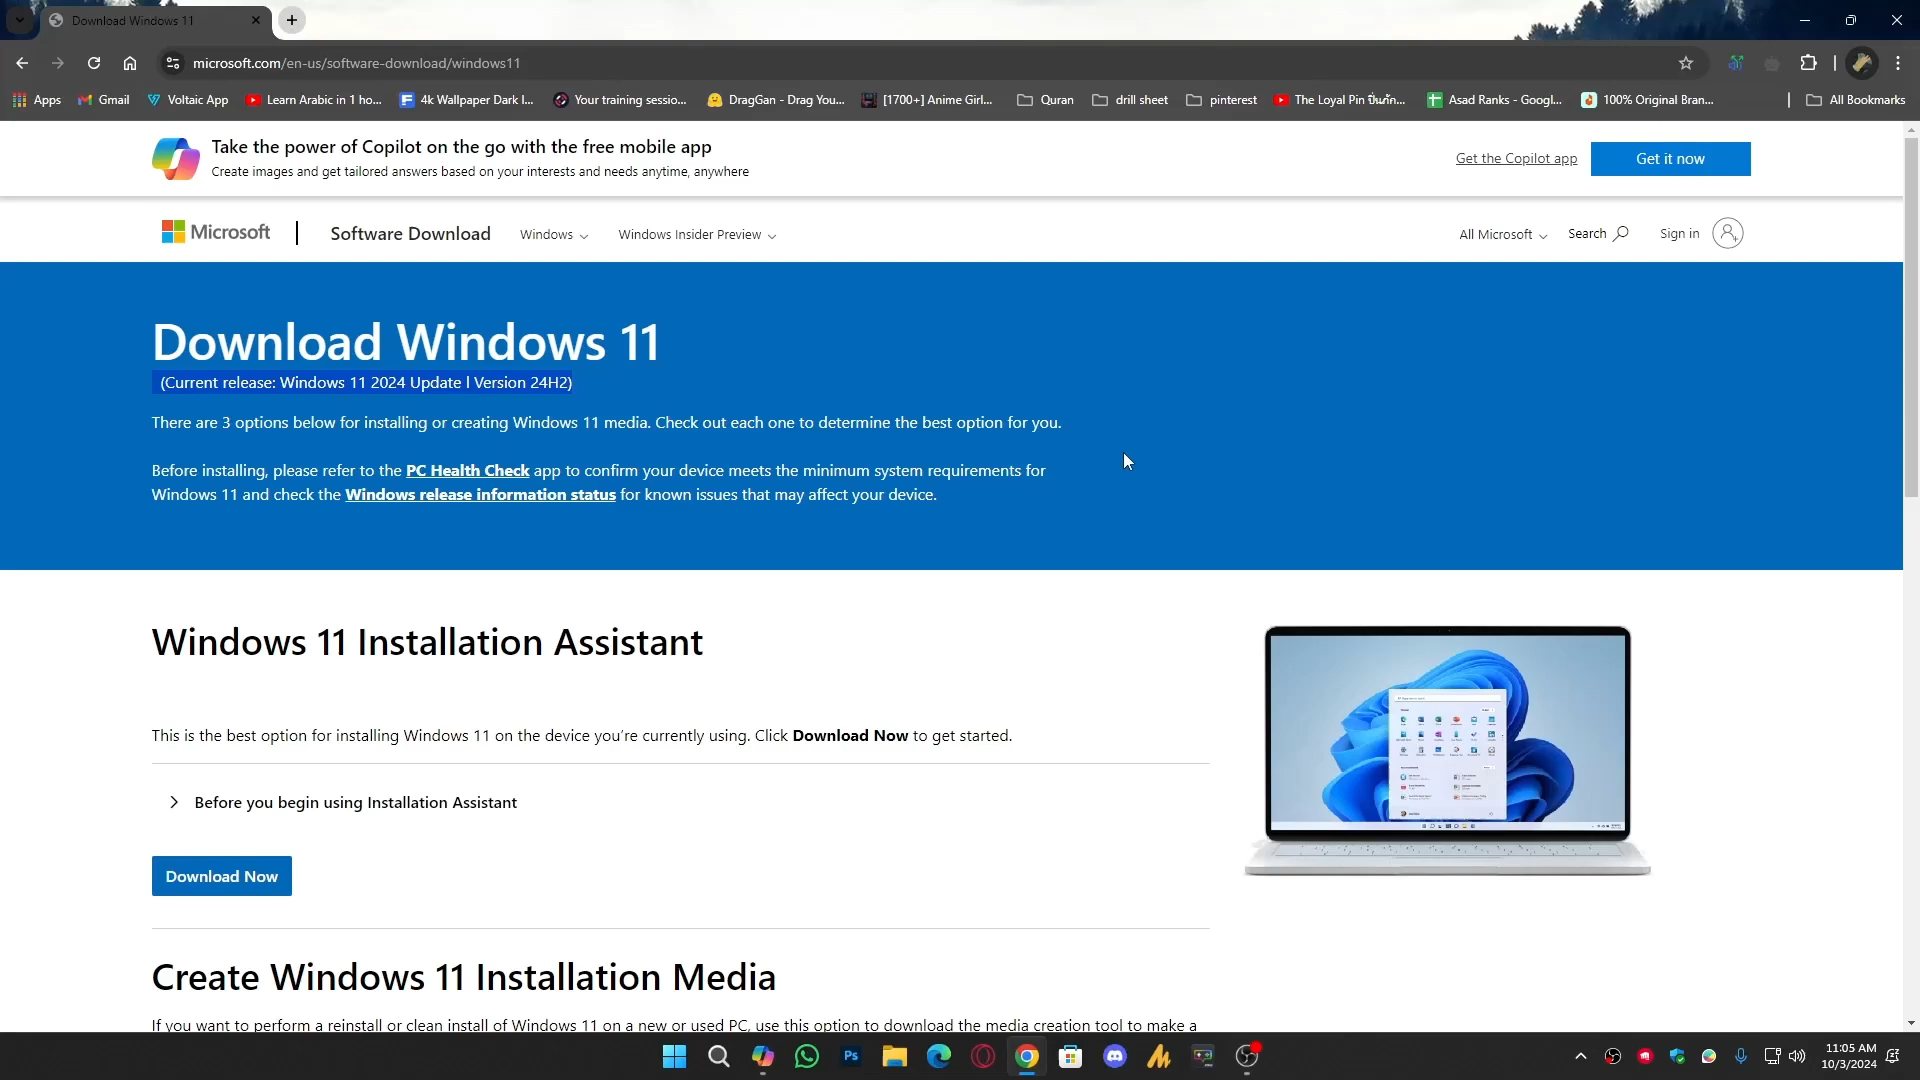 Download Windows 11
microsoft.com/en-us/software-download/windows11
Apps
Gmail
Voltaic App
Learn Arabic in 1 ho...
4k Wallpaper Dark I...
Your training sessio...
DragGan - Drag You...
[1700+] Anime Girl...
Quran
drill sheet
pinterest
The Loyal Pin ปิ่นภัก...
Asad Ranks - Googl...
100% Original Bran...
All Bookmarks
Take the power of Copilot on the go with the free mobile app
Create images and get tailored answers based on your interests and needs anytime, anywhere
Get the Copilot app
Get it now
Microsoft
Software Download
Windows
Windows Insider Preview
All Microsoft
Search
Sign in
Download Windows 11
(Current release: Windows 11 2024 Update l Version 24H2)
There are 3 options below for installing or creating Windows 11 media. Check out each one to determine the best option for you.
Before installing, please refer to the PC Health Check app to confirm your device meets the minimum system requirements for
Windows 11 and check the Windows release information status for known issues that may affect your device.
Windows 11 Installation Assistant
This is the best option for installing Windows 11 on the device you're currently using. Click Download Now to get started.
Before you begin using Installation Assistant
Download Now
Create Windows 11 Installation Media
If you want to perform a reinstall or clean install of Windows 11 on a new or used PC, use this option to download the media creation tool to make a
Ps
11:05 AM
10/3/2024